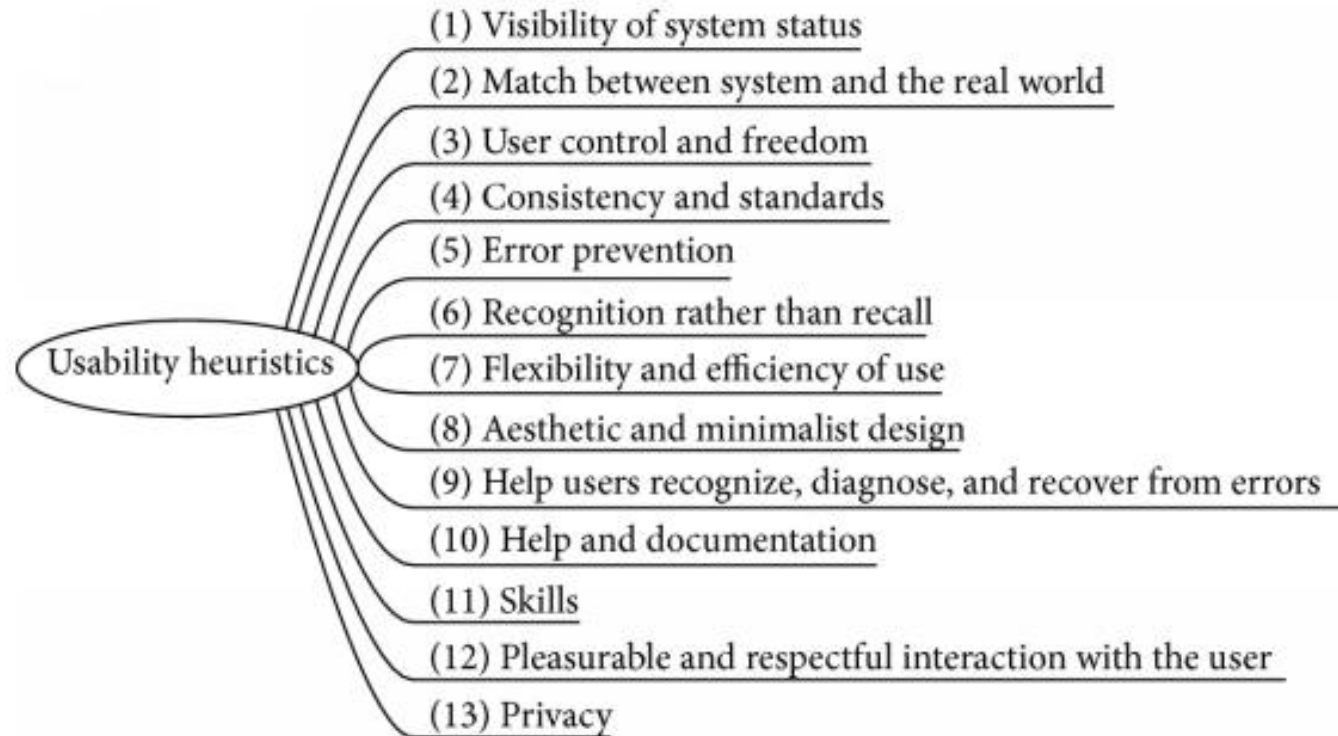 (1) Visibility of system status
(2) Match between system and the real world
(3) User control and freedom
(4) Consistency and standards
(5) Error prevention
(6) Recognition rather than recall
Usability heuristics
(7) Flexibility and efficiency of use
(8) Aesthetic and minimalist design
(9) Help users recognize, diagnose, and recover from errors
(10) Help and documentation
(11) Skills
(12) Pleasurable and respectful interaction with the user
(13) Privacy